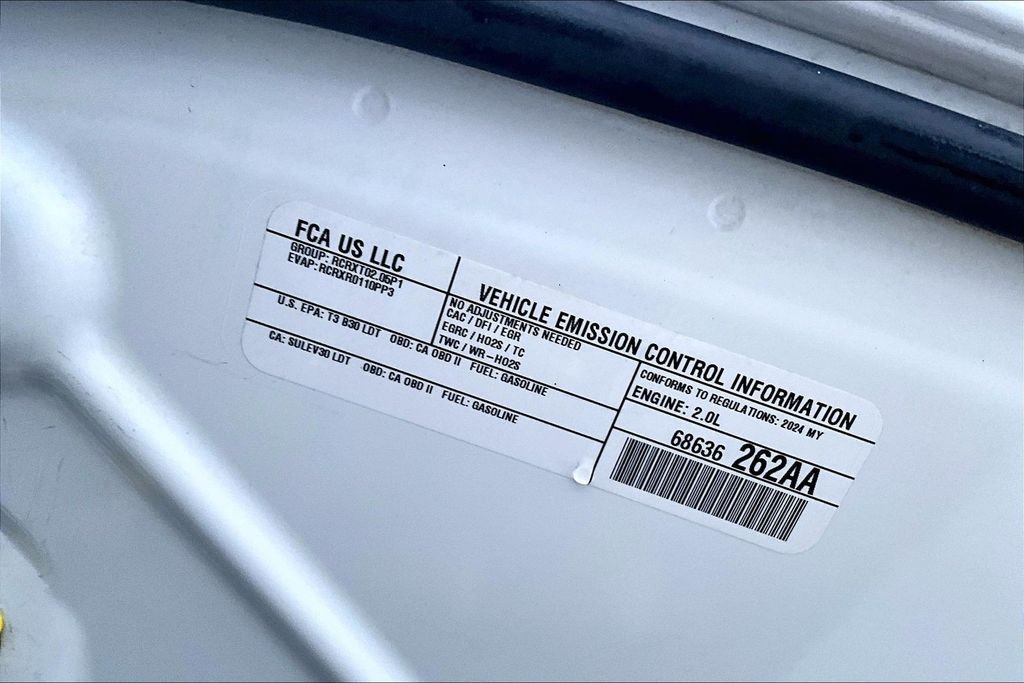 FCA US LLC
GROUP: RCRXT02.05P1
EVAP: RCRXR0110PP3
VEHICLE EMISSION CONTROL INFORMATION
NO ADJUSTMENTS NEEDED
CAC / DFI / EGR
EGRC / HO2S / TC
TWC / WR-HO2S
CONFORMS TO REGULATIONS: 2024 MY
ENGINE: 2.0L
U.S. EPA: T3 B30 LDT OBD: CA OBD II FUEL: GASOLINE
CA: SULEV30 LDT OBD: CA OBD II FUEL: GASOLINE
68636 262AA